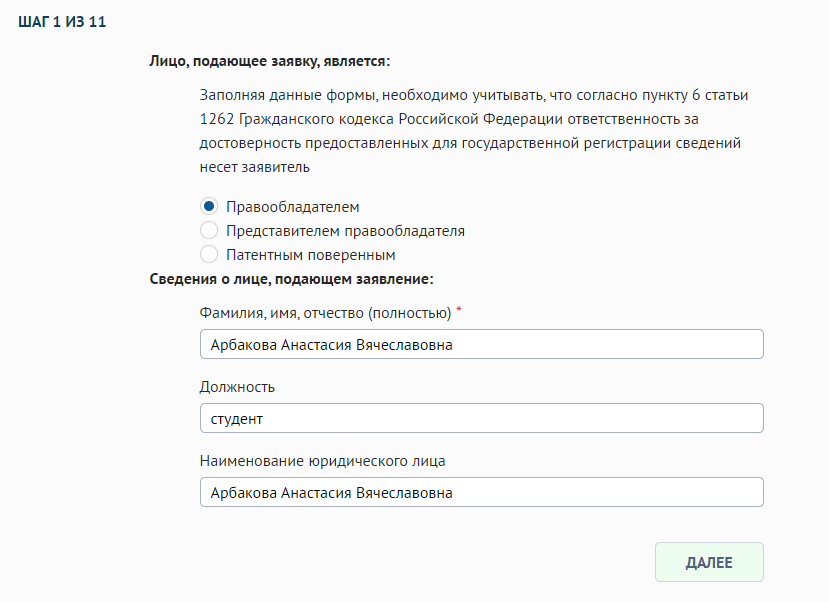 ШАГ 1 ИЗ 11
Лицо, подающее заявку, является:
Заполняя данные формы, необходимо учитывать, что согласно пункту 6 статьи
1262 Гражданского кодекса Российской Федерации ответственность за
достоверность предоставленных для государственной регистрации сведений
несет заявитель
Правообладателем
Представителем правообладателя
Патентным поверенным
Сведения о лице, подающем заявление:
Фамилия, имя, отчество (полностью) *
Арбакова Анастасия Вячеславовна
Должность
студент
Наименование юридического лица
Арбакова Анастасия Вячеславовна
ДАЛЕЕ